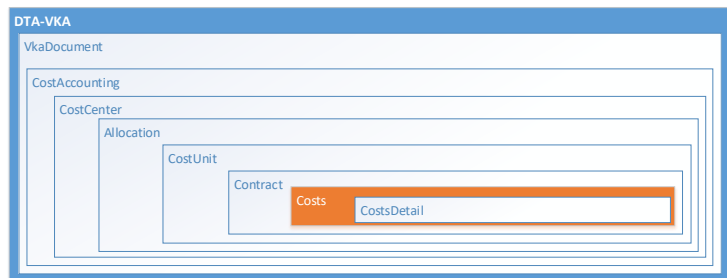 DTA-VKA
VkaDocument
CostAccounting
CostCenter
Allocation
CostUnit
Contract
Costs
CostsDetail